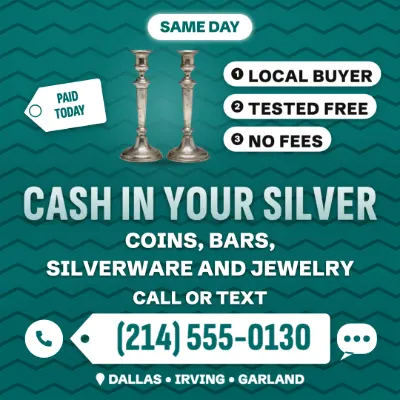 SAME DAY
PAID
TODAY
1 LOCAL BUYER
2 TESTED FREE
3 NO FEES
CASH IN YOUR SILVER
COINS, BARS,
SILVERWARE AND JEWELRY
CALL OR TEXT
(214) 555-0130
DALLAS • IRVING • GARLAND